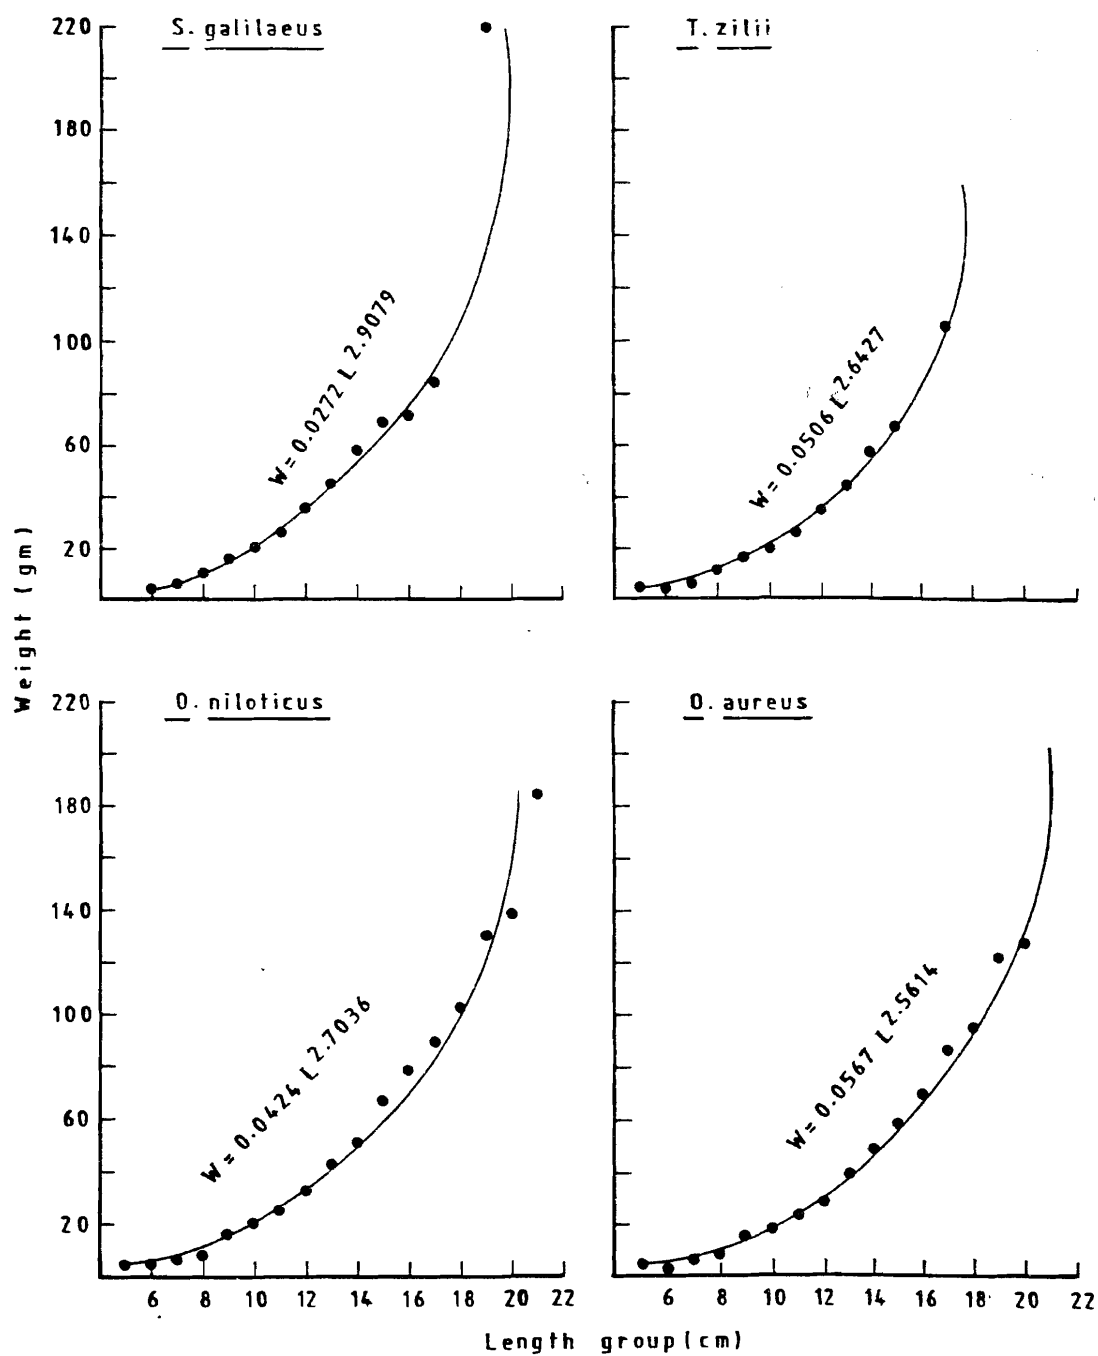 S. galilaeus
T. zilii
220
180
140
100
60
20
W = 0.0272 L 2.9079
W = 0.0506 L 2.6427
Weight (gm)
O. niloticus
O. aureus
220
180
140
100
60
20
W = 0.0424 L 2.7036
W = 0.0567 L 2.5614
6 8 10 12 14 16 18 20 22
6 8 10 12 14 16 18 20 22
Length group (cm)